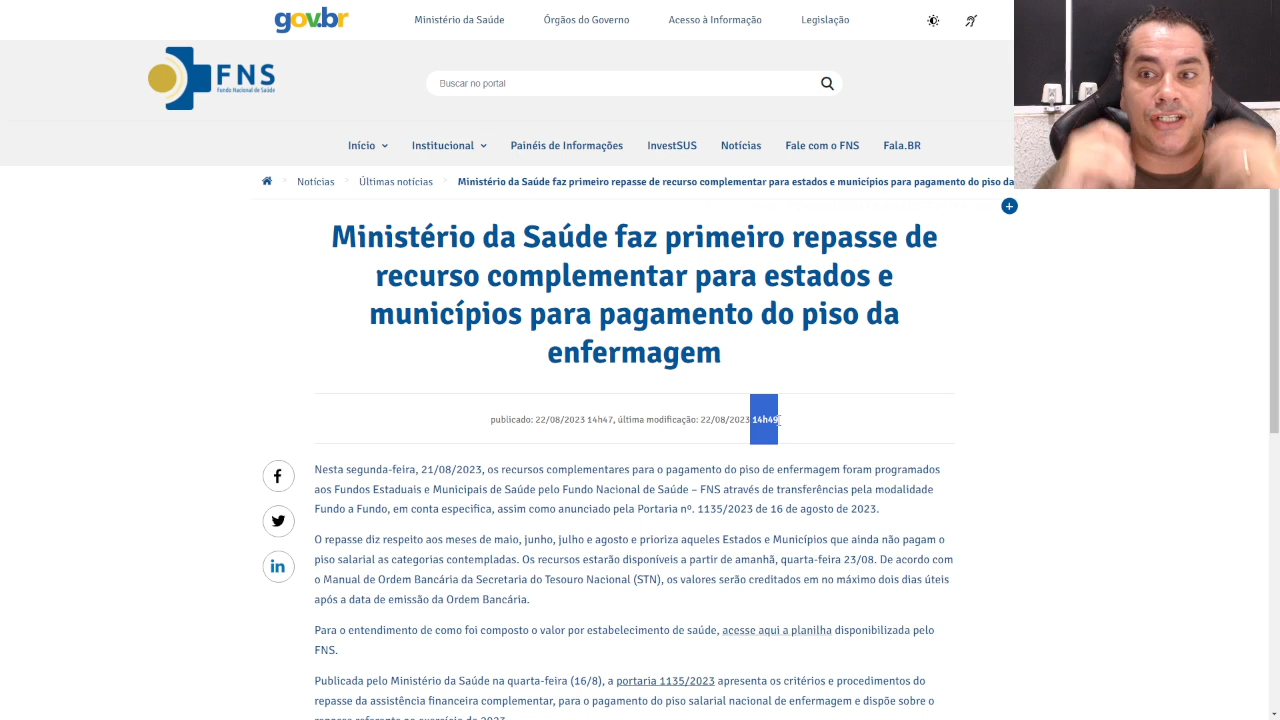 gov.br
Ministério da Saúde
Órgãos do Governo
Acesso à Informação
Legislação
FNS
Fundo Nacional de Saúde
Buscar no portal
Início
Institucional
Painéis de Informações
InvestSUS
Notícias
Fale com o FNS
Fala.BR
Notícias > Últimas notícias > Ministério da Saúde faz primeiro repasse de recurso complementar para estados e municípios para pagamento do piso da
Ministério da Saúde faz primeiro repasse de
recurso complementar para estados e
municípios para pagamento do piso da
enfermagem
publicado: 22/08/2023 14h47, última modificação: 22/08/2023 14h49
Nesta segunda-feira, 21/08/2023, os recursos complementares para o pagamento do piso de enfermagem foram programados
aos Fundos Estaduais e Municipais de Saúde pelo Fundo Nacional de Saúde – FNS através de transferências pela modalidade
Fundo a Fundo, em conta especifica, assim como anunciado pela Portaria nº. 1135/2023 de 16 de agosto de 2023.
O repasse diz respeito aos meses de maio, junho, julho e agosto e prioriza aqueles Estados e Municípios que ainda não pagam o
piso salarial as categorias contempladas. Os recursos estarão disponíveis a partir de amanhã, quarta-feira 23/08. De acordo com
o Manual de Ordem Bancária da Secretaria do Tesouro Nacional (STN), os valores serão creditados em no máximo dois dias úteis
após a data de emissão da Ordem Bancária.
Para o entendimento de como foi composto o valor por estabelecimento de saúde, acesse aqui a planilha disponibilizada pelo
FNS.
Publicada pelo Ministério da Saúde na quarta-feira (16/8), a portaria 1135/2023 apresenta os critérios e procedimentos do
repasse da assistência financeira complementar, para o pagamento do piso salarial nacional de enfermagem e dispõe sobre o
repasse referente ao exercício de 2023.